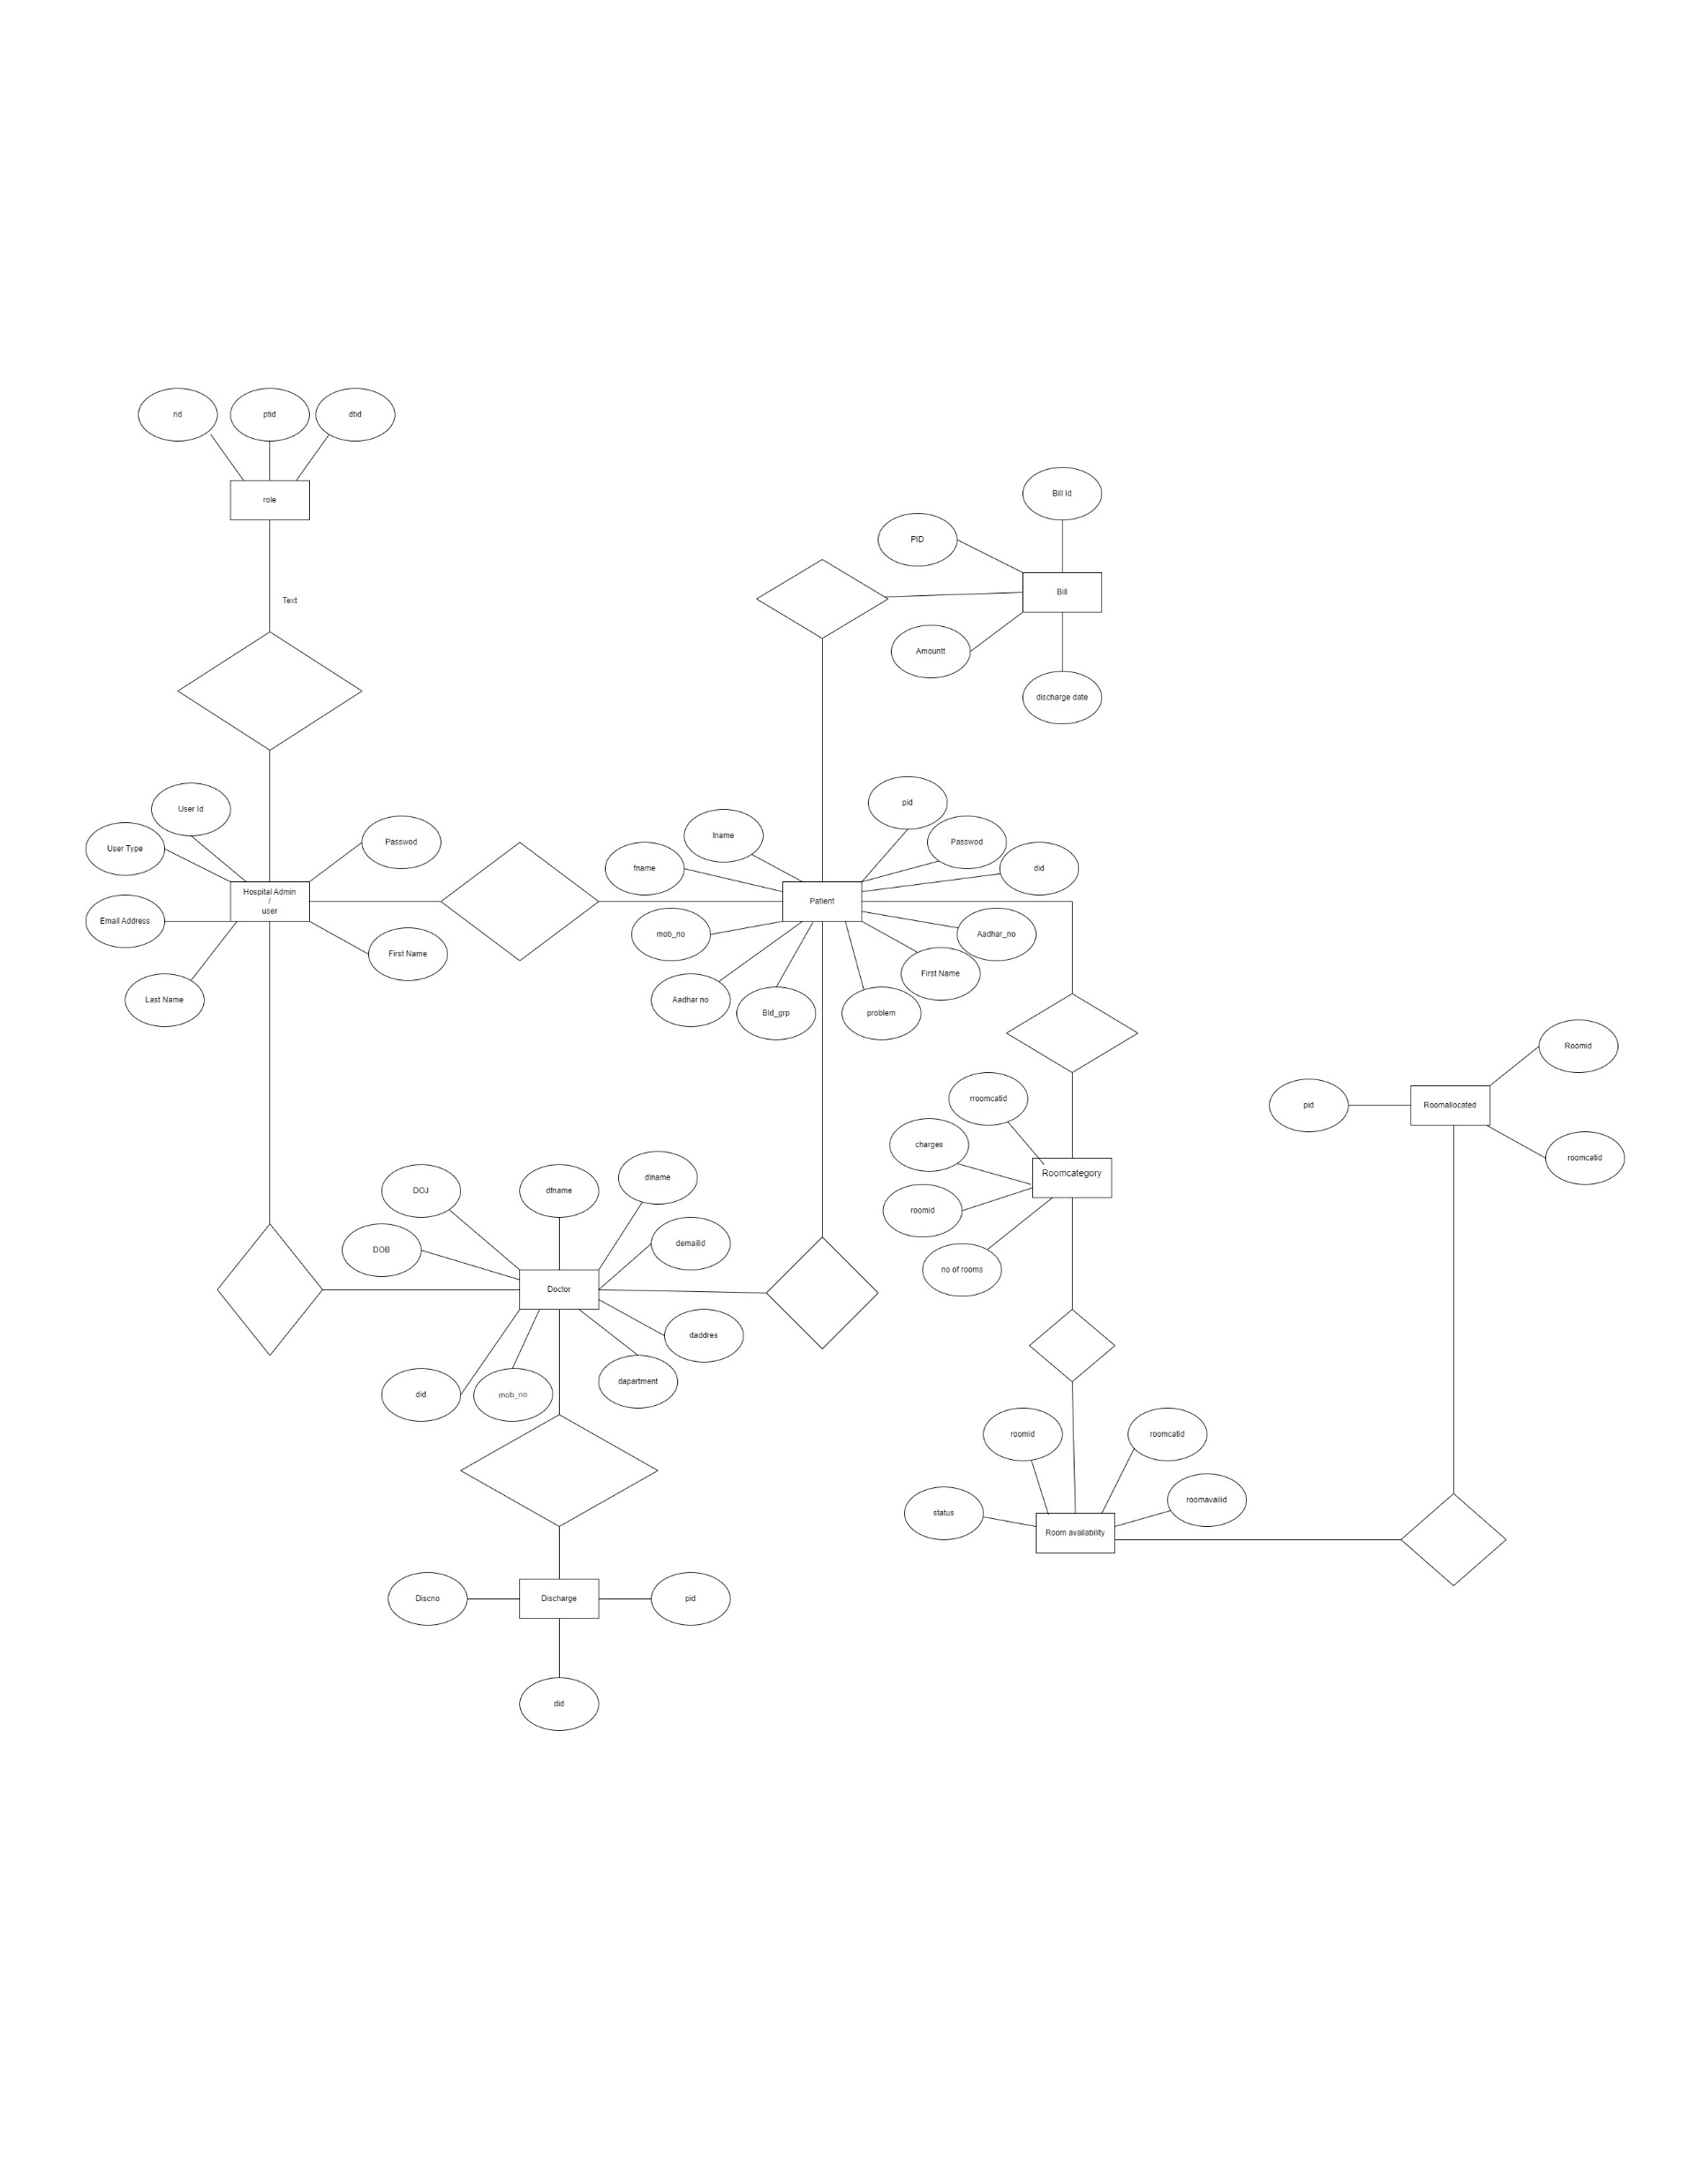 rid
ptid
dtid
role
Text
Bill Id
PID
Bill
Amountt
discharge date
User Id
User Type
Passwod
Hospital Admin
/
user
Email Address
First Name
Last Name
pid
lname
Passwod
fname
did
Patient
mob_no
Aadhar_no
First Name
Aadhar no
Bld_grp
problem
Roomid
pid
Roomallocated
roomcatid
rroomcatid
charges
Roomcategory
roomid
no of rooms
DOJ
dfname
dlname
DOB
demailid
Doctor
daddres
dapartment
did
mob_no
roomid
roomcatid
status
roomavailid
Room availability
Discno
Discharge
pid
did